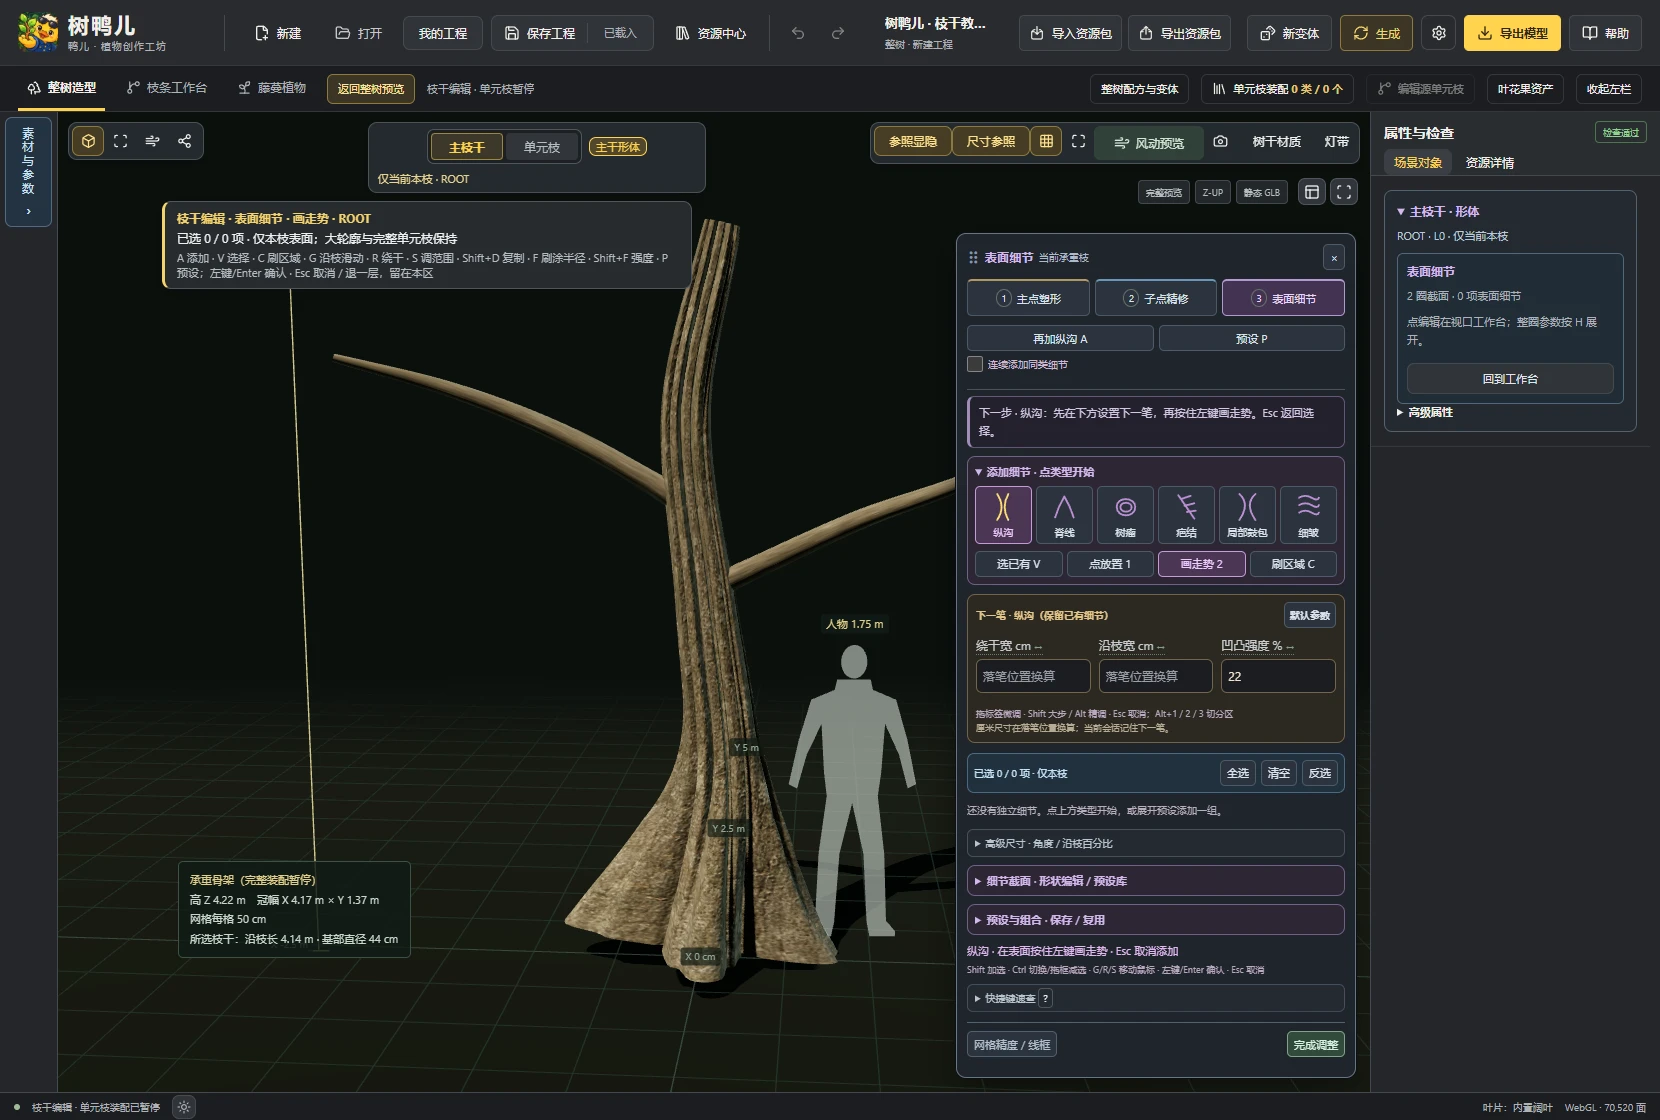 树鸭儿
鸭儿 · 植物创作工坊
新建
打开
我的工程
保存工程
已载入
资源中心
树鸭儿 · 枝干教...
整树 · 新建工程
导入资源包
导出资源包
新变体
生成
导出模型
帮助
整树造型
枝条工作台
藤蔓植物
返回整树预览
枝干编辑 · 单元枝暂停
整树配方与变体
单元枝装配 0 类 / 0 个
编辑源单元枝
叶花果资产
收起左栏
素材与参数
›
主枝干
单元枝
主干形体
仅当前本枝 · ROOT
参照显隐
尺寸参照
风动预览
树干材质
灯带
完整预览
Z-UP
静态 GLB
枝干编辑 · 表面细节 · 画走势 · ROOT
已选 0 / 0 项 · 仅本枝表面；大轮廓与完整单元枝保持
A 添加 · V 选择 · C 刷区域 · G 沿枝滑动 · R 绕干 · S 调范围 · Shift+D 复制 · F 刷涂半径 · Shift+F 强度 · P
预设；左键/Enter 确认 · Esc 取消 / 退一层，留在本区
人物 1.75 m
Y 5 m
Y 2.5 m
X 0 cm
承重骨架（完整装配暂停）
高 Z 4.22 m 冠幅 X 4.17 m × Y 1.37 m
网格每格 50 cm
所选枝干：沿枝长 4.14 m · 基部直径 44 cm
表面细节 当前承重枝
×
1 主点塑形
2 子点精修
3 表面细节
再加纵沟 A
预设 P
连续添加同类细节
下一步 · 纵沟：先在下方设置下一笔，再按住左键画走势。Esc 返回选
择。
▼ 添加细节 · 点类型开始
纵沟
脊线
树瘤
疤结
局部鼓包
细皱
选已有 V
点放置 1
画走势 2
刷区域 C
下一笔 · 纵沟（保留已有细节）
默认参数
绕干宽 cm ↔
沿枝宽 cm ↔
凹凸强度 % ↔
落笔位置换算
落笔位置换算
22
拖标签微调 · Shift 大步 / Alt 精调 · Esc 取消；Alt+1 / 2 / 3 切分区
厘米尺寸在落笔位置换算；当前会话记住下一笔。
已选 0 / 0 项 · 仅本枝
全选
清空
反选
还没有独立细节。点上方类型开始，或展开预设添加一组。
▶ 高级尺寸 · 角度 / 沿枝百分比
▶ 细节截面 · 形状编辑 / 预设库
▶ 预设与组合 · 保存 / 复用
纵沟 · 在表面按住左键画走势 · Esc 取消添加
Shift 加选 · Ctrl 切换/拖框减选 · G/R/S 移动鼠标 · 左键/Enter 确认 · Esc 取消
▶ 快捷键速查 ?
网格精度 / 线框
完成调整
属性与检查
检查通过
场景对象
资源详情
▼ 主枝干 · 形体
ROOT · L0 · 仅当前本枝
表面细节
2 圈截面 · 0 项表面细节
点编辑在视口工作台；整圈参数按 H 展
开。
回到工作台
▶ 高级属性
枝干编辑 · 单元枝装配已暂停
叶片：内置阔叶
WebGL · 70,520 面